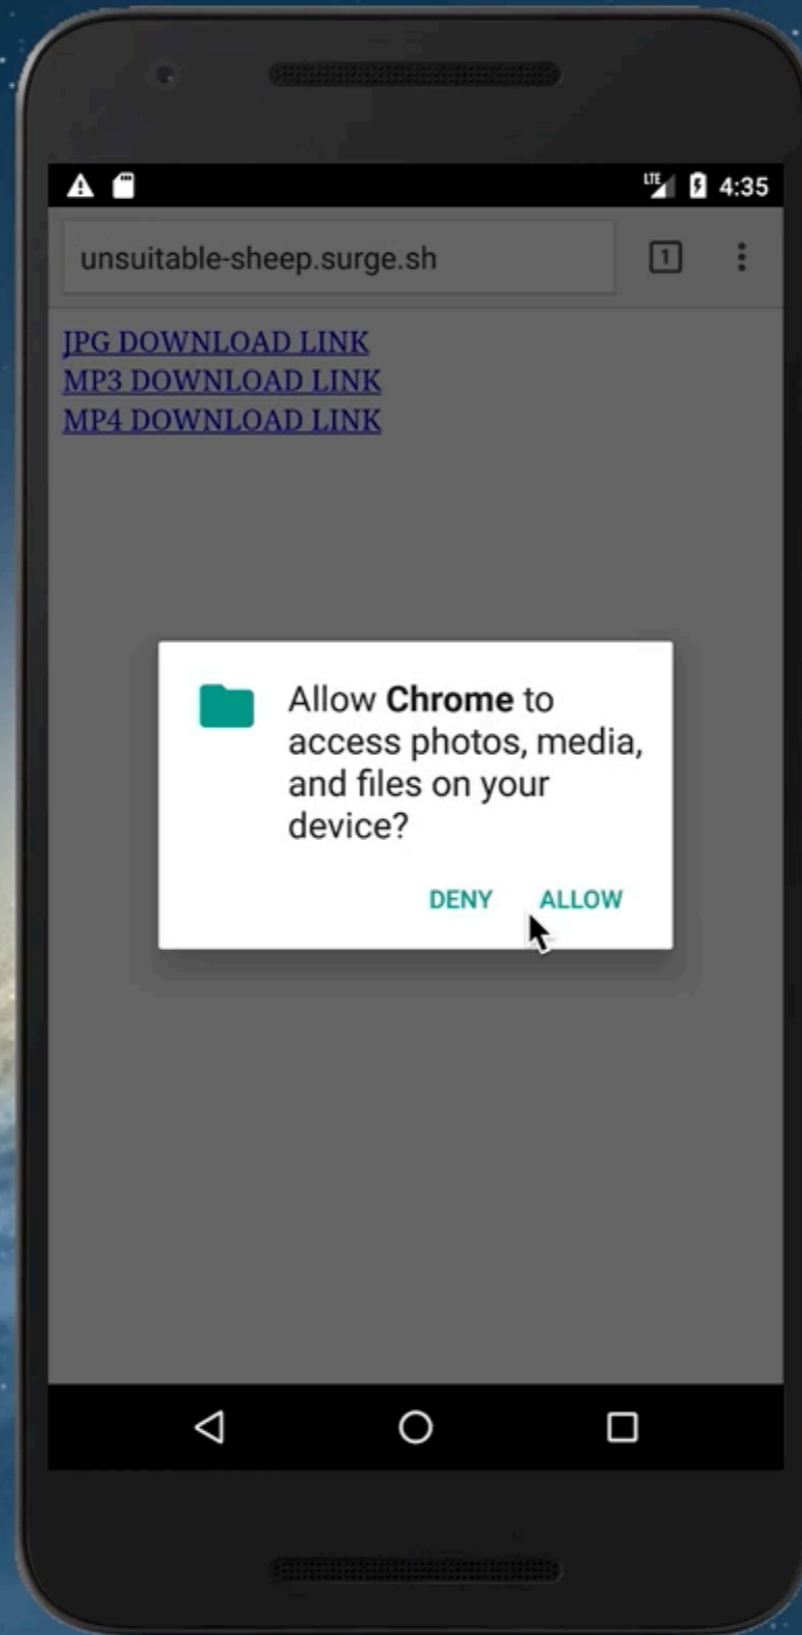 LTE 4:35
unsuitable-sheep.surge.sh 1
JPG DOWNLOAD LINK
MP3 DOWNLOAD LINK
MP4 DOWNLOAD LINK
Allow Chrome to
access photos, media,
and files on your
device?
DENY ALLOW